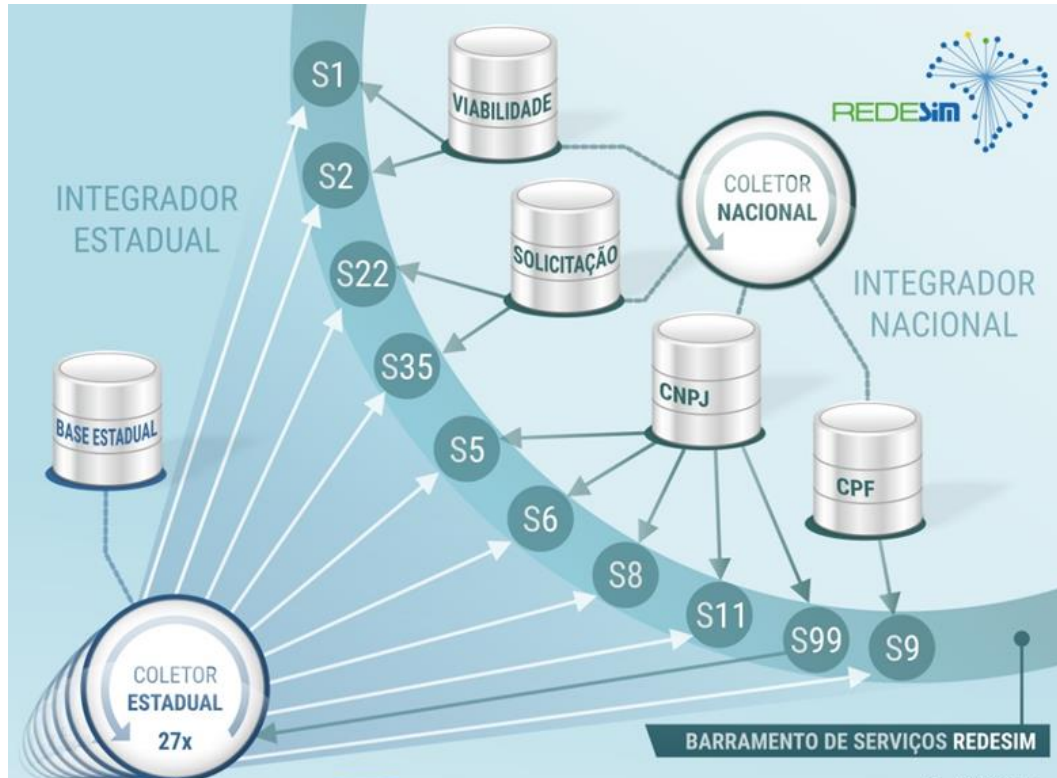 S1
VIABILIDADE
REDESIM
S2
COLETOR
NACIONAL
INTEGRADOR
ESTADUAL
SOLICITAÇÃO
S22
INTEGRADOR
NACIONAL
S35
CNPJ
BASE ESTADUAL
S5
CPF
S6
S8
S11
S99
S9
COLETOR
ESTADUAL
27x
BARRAMENTO DE SERVIÇOS REDESIM